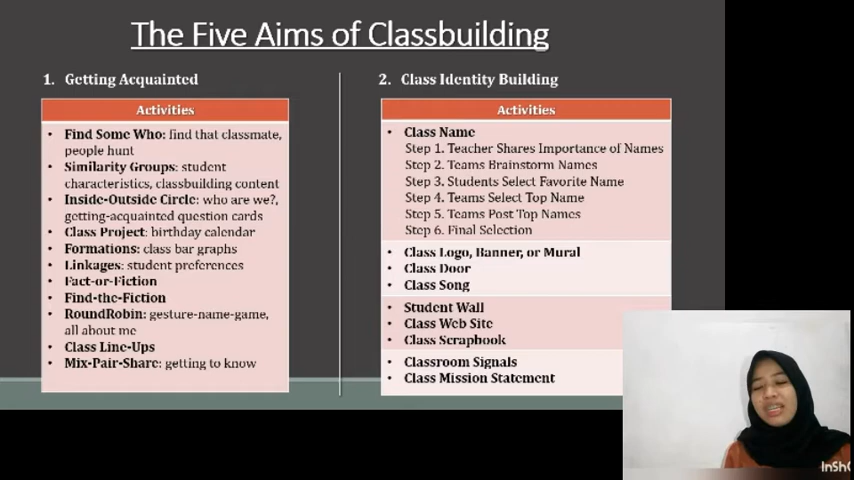 The Five Aims of Classbuilding
1. Getting Acquainted
Activities
• Find Some Who: find that classmate,
people hunt
• Similarity Groups: student
characteristics, classbuilding content
• Inside-Outside Circle: who are we?,
getting-acquainted question cards
• Class Project: birthday calendar
• Formations: class bar graphs
• Linkages: student preferences
• Fact-or-Fiction
• Find-the-Fiction
• RoundRobin: gesture-name-game,
all about me
• Class Line-Ups
• Mix-Pair-Share: getting to know
2. Class Identity Building
Activities
• Class Name
Step 1. Teacher Shares Importance of Names
Step 2. Teams Brainstorm Names
Step 3. Students Select Favorite Name
Step 4. Teams Select Top Name
Step 5. Teams Post Top Names
Step 6. Final Selection
• Class Logo, Banner, or Mural
• Class Door
• Class Song
• Student Wall
• Class Web Site
• Class Scrapbook
• Classroom Signals
• Class Mission Statement